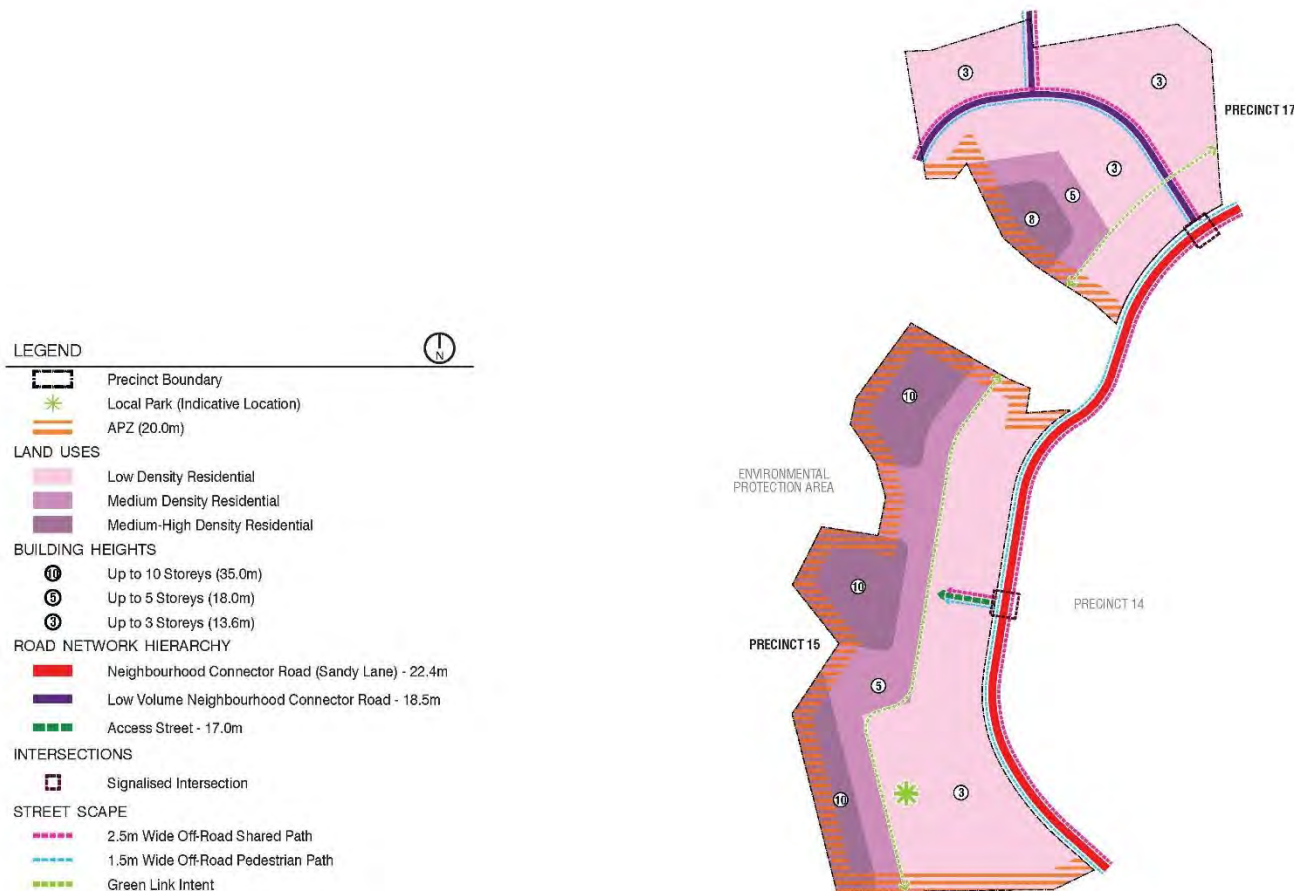 LEGEND
N
Precinct Boundary
Local Park (Indicative Location)
APZ (20.0m)
LAND USES
Low Density Residential
Medium Density Residential
Medium-High Density Residential
BUILDING HEIGHTS
10 Up to 10 Storeys (35.0m)
5 Up to 5 Storeys (18.0m)
3 Up to 3 Storeys (13.6m)
ROAD NETWORK HIERARCHY
Neighbourhood Connector Road (Sandy Lane) - 22.4m
Low Volume Neighbourhood Connector Road - 18.5m
Access Street - 17.0m
INTERSECTIONS
Signalised Intersection
STREET SCAPE
2.5m Wide Off-Road Shared Path
1.5m Wide Off-Road Pedestrian Path
Green Link Intent
3
3
PRECINCT 17
3
5
8
10
ENVIRONMENTAL
PROTECTION AREA
10
PRECINCT 14
PRECINCT 15
5
10
3